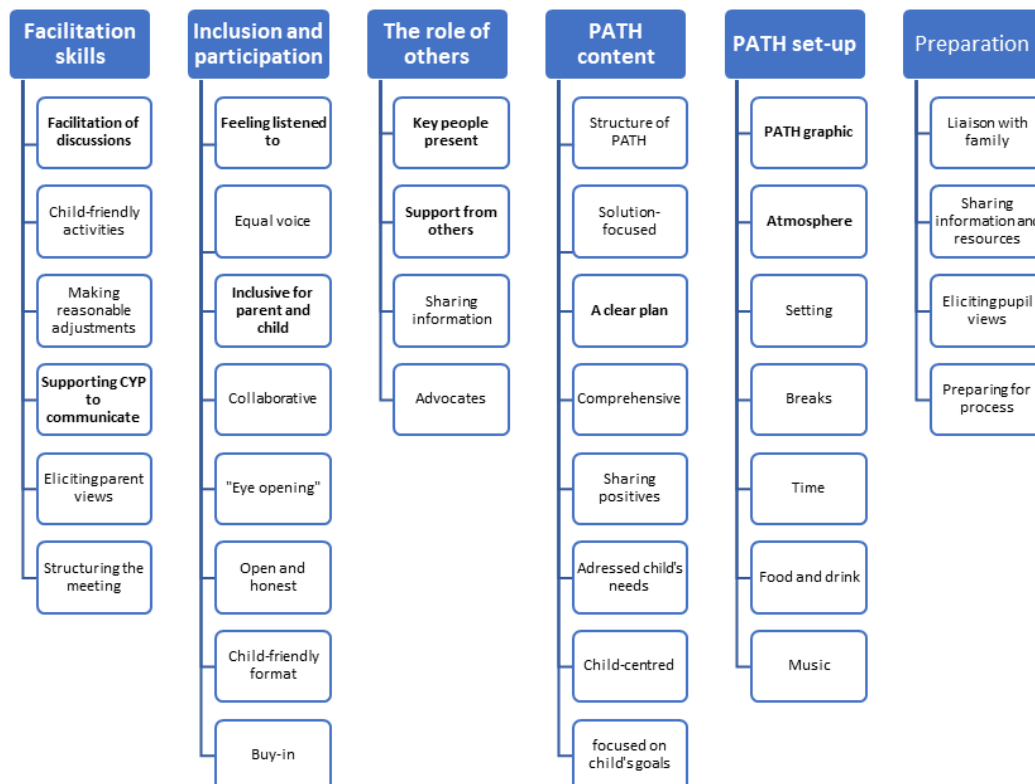 Facilitation
skills
Facilitation of
discussions
Child-friendly
activities
Making
reasonable
adjustments
Supporting CYP
to
communicate
Eliciting parent
views
Structuring the
meeting
Inclusion and
participation
Feeling listened
to
Equal voice
Inclusive for
parent and
child
Collaborative
"Eye opening"
Open and
honest
Child-friendly
format
Buy-in
The role of
others
Key people
present
Support from
others
Sharing
information
Advocates
PATH
content
Structure of
PATH
Solution-
focused
A clear plan
Comprehensive
Sharing
positives
Adressed child's
needs
Child-centred
focused on
child's goals
PATH set-up
PATH graphic
Atmosphere
Setting
Breaks
Time
Food and drink
Music
Preparation
Liaison with
family
Sharing
information and
resources
Eliciting pupil
views
Preparing for
process